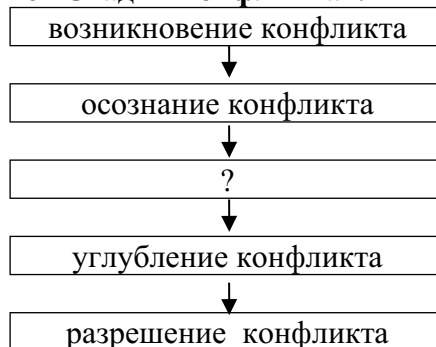 возникновение конфликта
осознание конфликта
?
углубление конфликта
разрешение конфликта